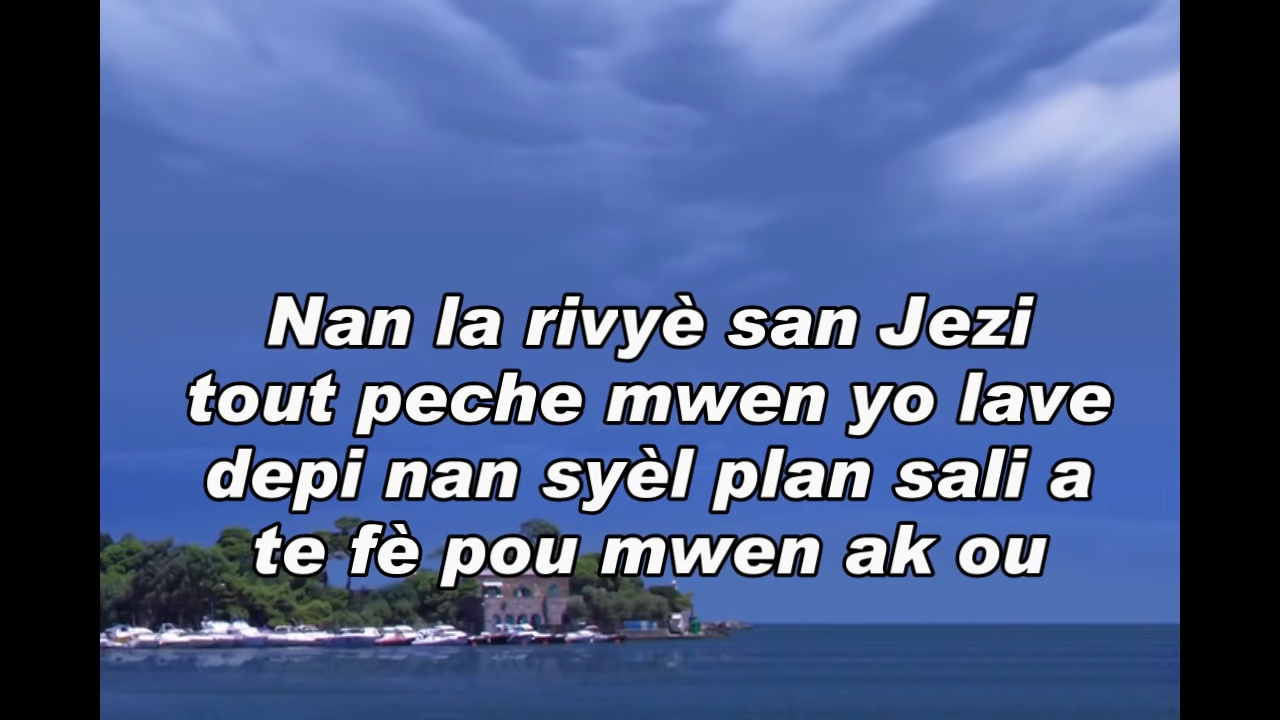 Nan la rivyè san Jezi
tout peche mwen yo lave
depi nan syèl plan sali a
te fè pou mwen ak ou